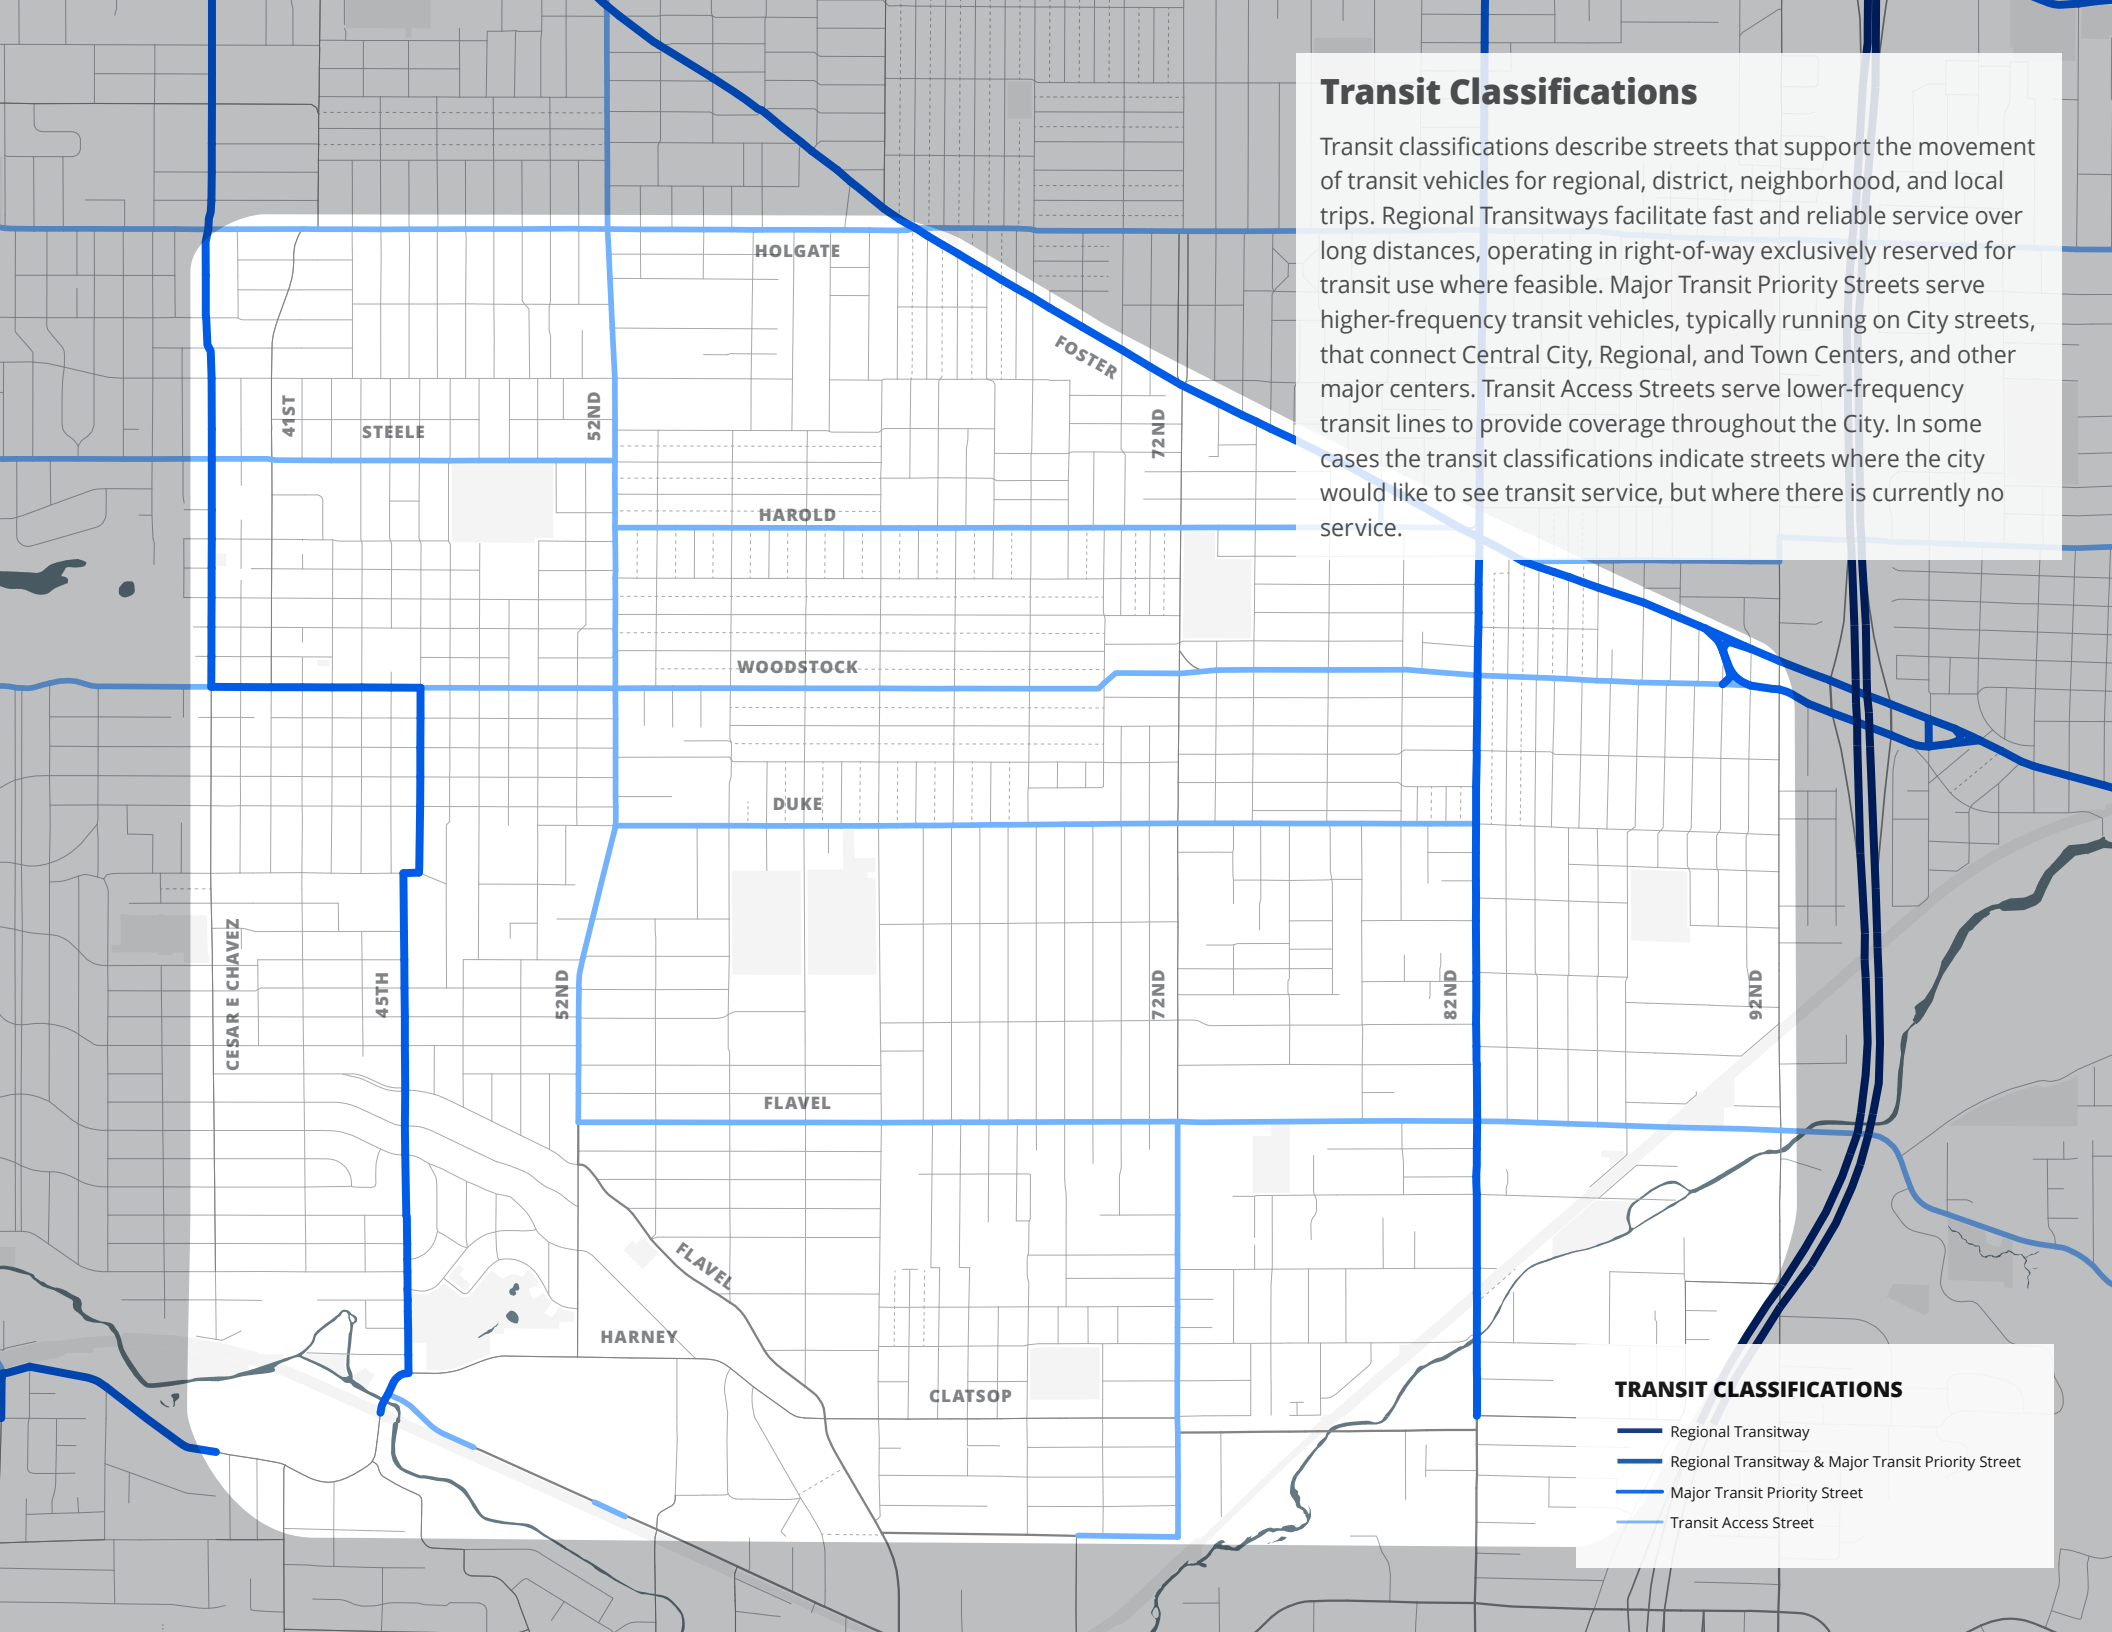 Transit Classifications
Transit classifications describe streets that support the movement
of transit vehicles for regional, district, neighborhood, and local
trips. Regional Transitways facilitate fast and reliable service over
long distances, operating in right-of-way exclusively reserved for
transit use where feasible. Major Transit Priority Streets serve
higher-frequency transit vehicles, typically running on City streets,
that connect Central City, Regional, and Town Centers, and other
major centers. Transit Access Streets serve lower-frequency
transit lines to provide coverage throughout the City. In some
cases the transit classifications indicate streets where the city
would like to see transit service, but where there is currently no
service.
HOLGATE
FOSTER
41ST
STEELE
52ND
72ND
HAROLD
WOODSTOCK
DUKE
CESAR E CHAVEZ
45TH
52ND
72ND
82ND
92ND
FLAVEL
FLAVEL
HARNEY
CLATSOP
TRANSIT CLASSIFICATIONS
Regional Transitway
Regional Transitway & Major Transit Priority Street
Major Transit Priority Street
Transit Access Street